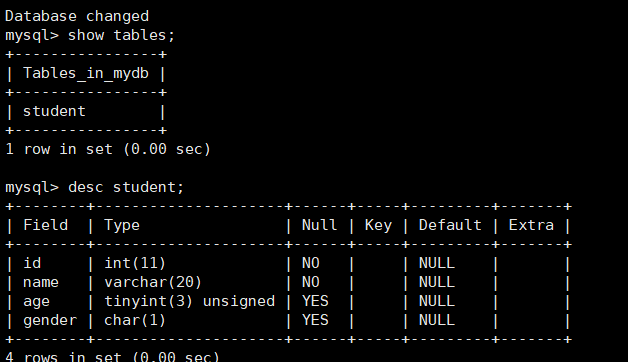 Database changed
mysql> show tables;
+----------------+
| Tables_in_mydb |
+----------------+
| student        |
+----------------+
1 row in set (0.00 sec)

mysql> desc student;
+--------+---------------------+------+-----+---------+-------+
| Field  | Type                | Null | Key | Default | Extra |
+--------+---------------------+------+-----+---------+-------+
| id     | int(11)             | NO   |     | NULL    |       |
| name   | varchar(20)         | NO   |     | NULL    |       |
| age    | tinyint(3) unsigned | YES  |     | NULL    |       |
| gender | char(1)             | YES  |     | NULL    |       |
+--------+---------------------+------+-----+---------+-------+
4 rows in set (0.00 sec)